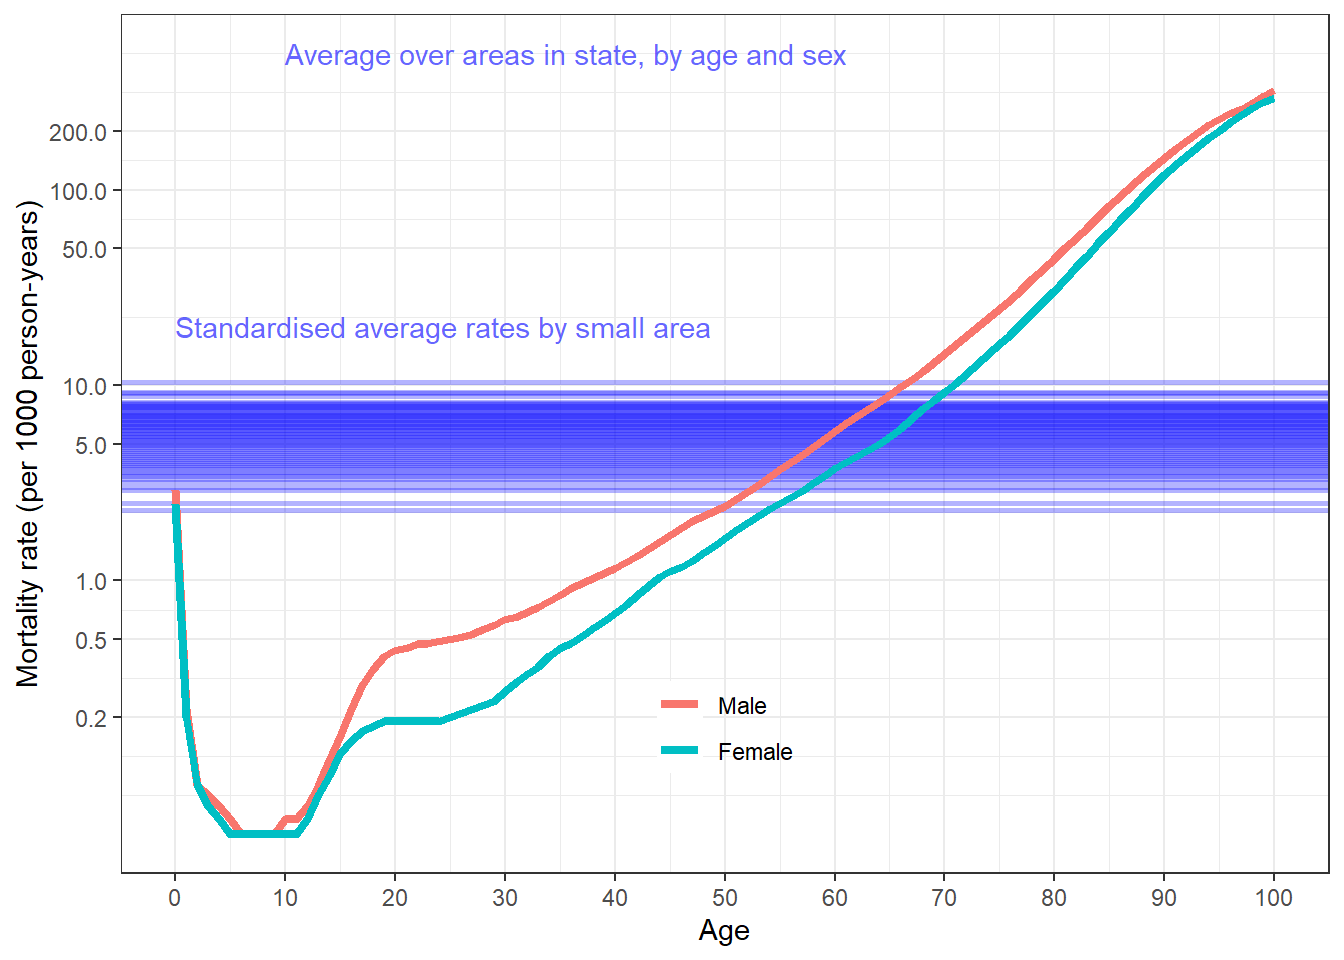 Average over areas in state, by age and sex
Standardised average rates by small area
Mortality rate (per 1000 person-years)
200.0
100.0
50.0
10.0
5.0
1.0
0.5
0.2
Male
Female
0 10 20 30 40 50 60 70 80 90 100
Age